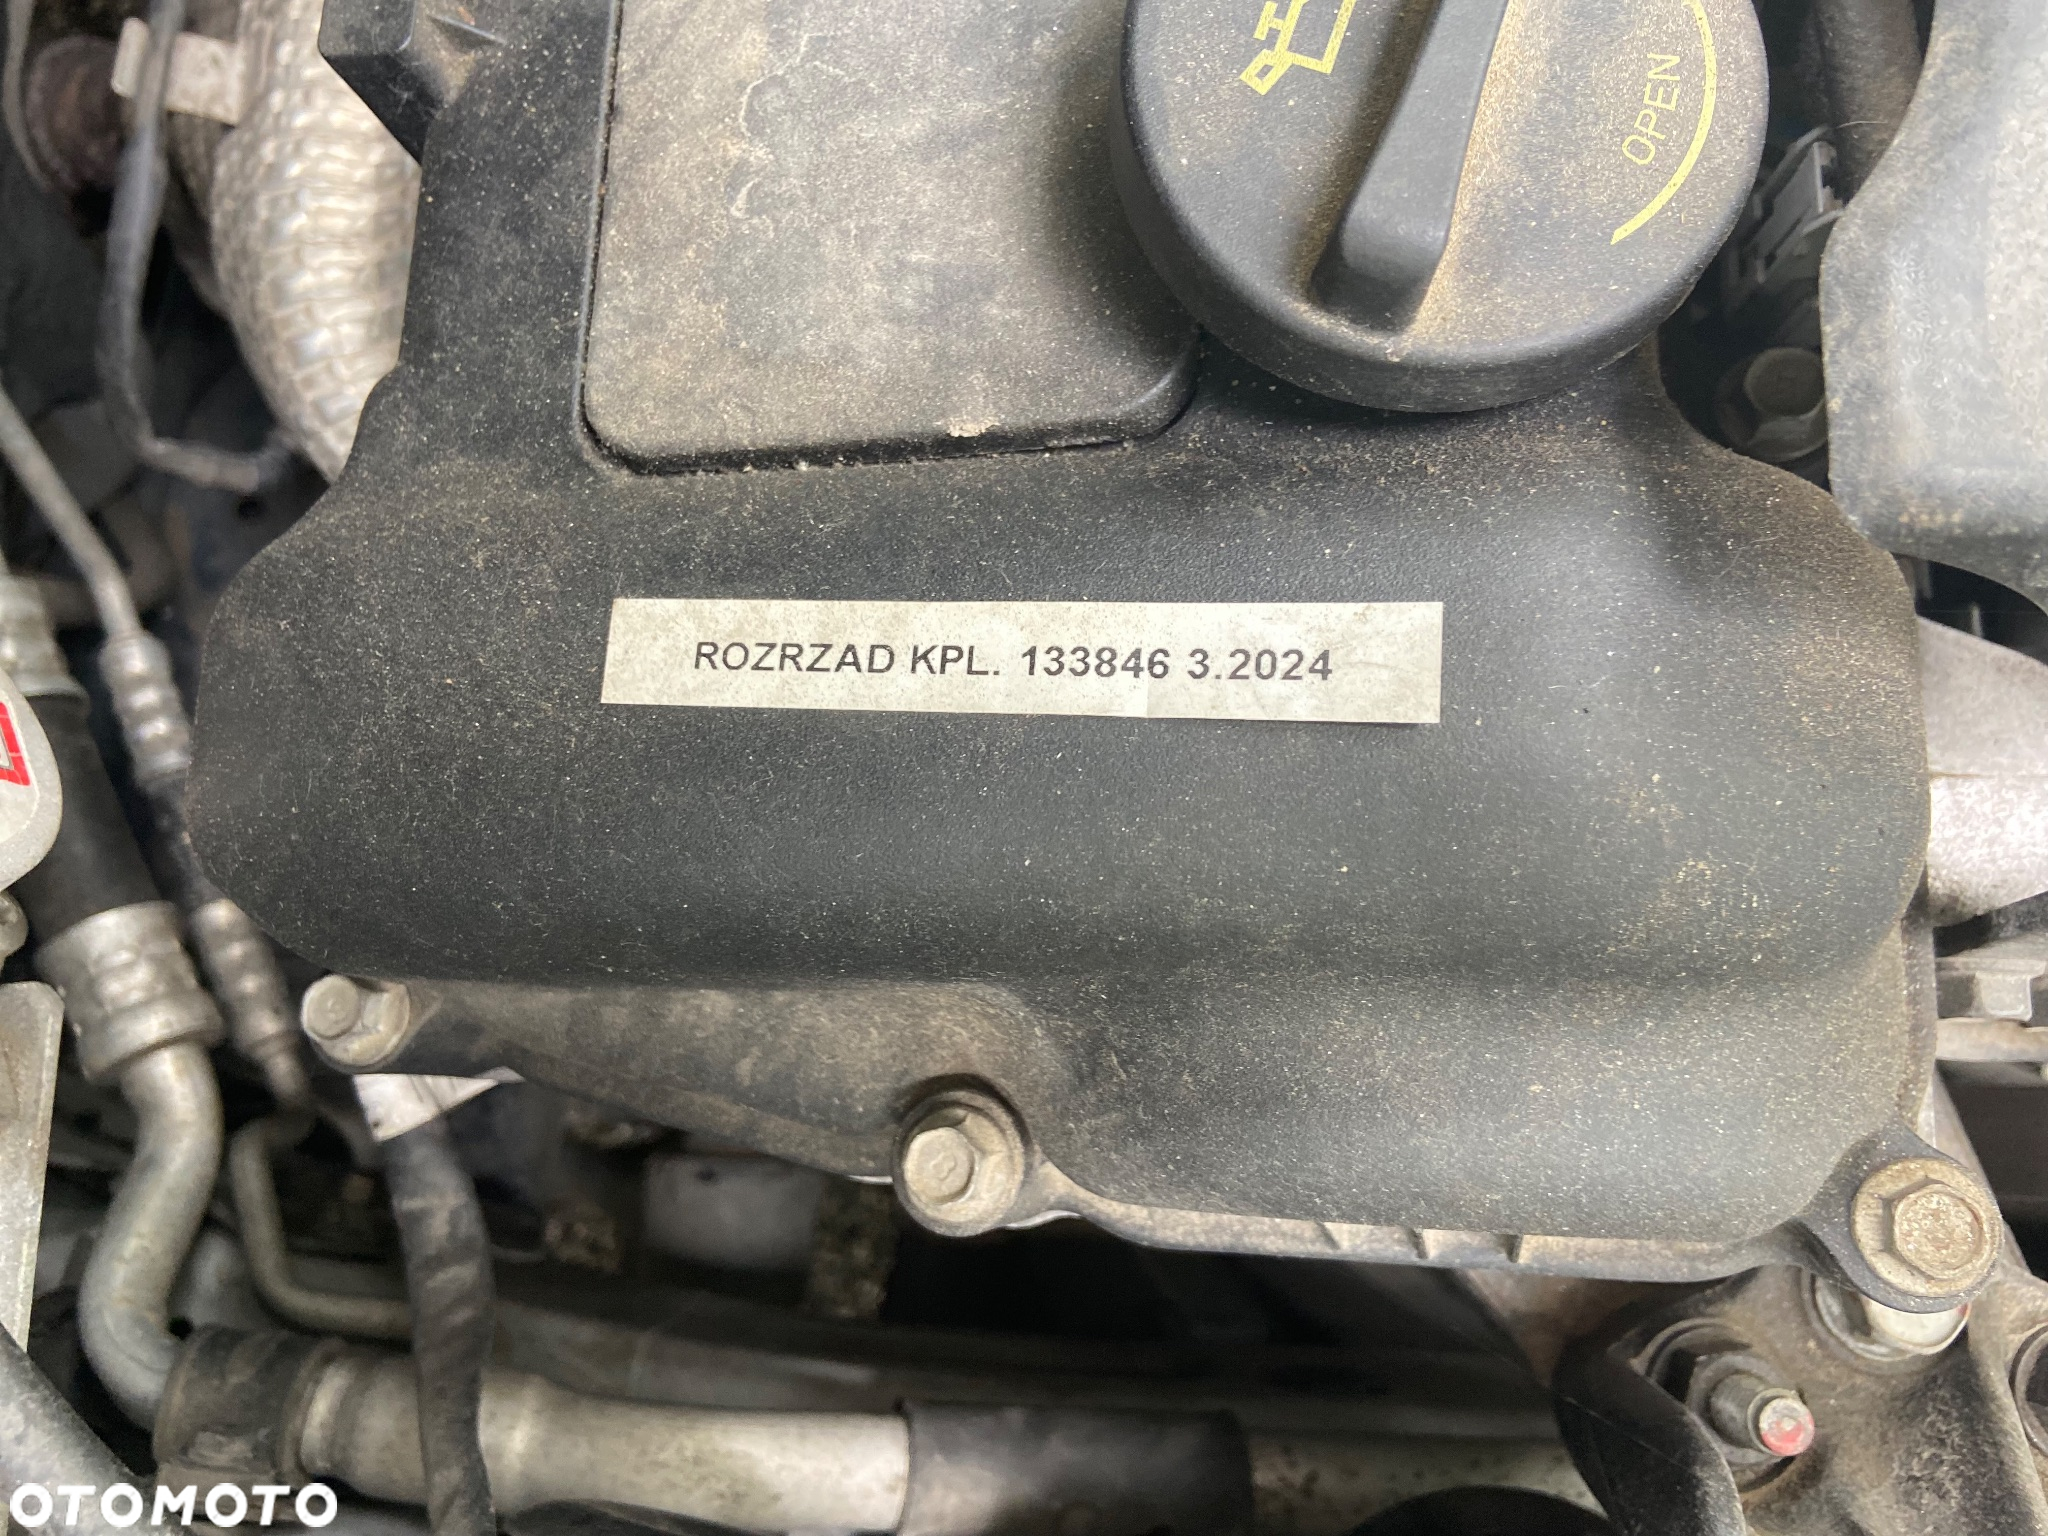 OPEN
ROZRZAD KPL. 133846 3.2024
OTOMOTO